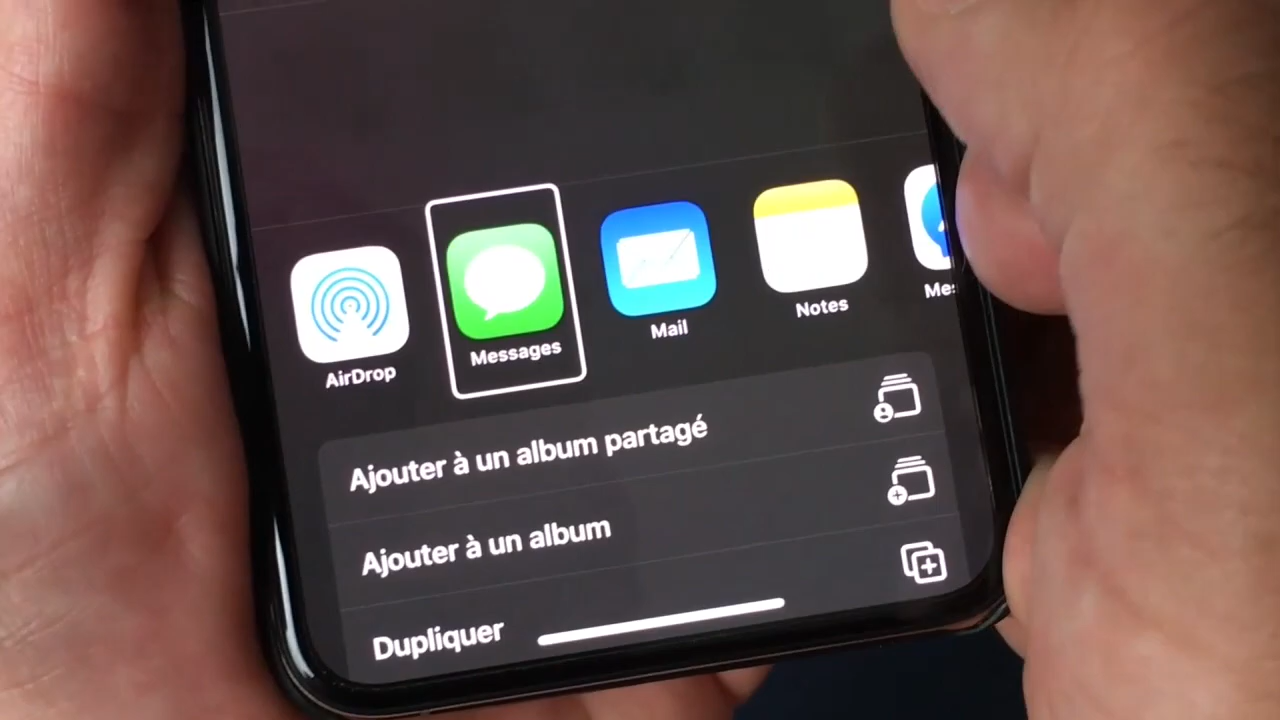 AirDrop
Messages
Mail
Notes
Ajouter à un album partagé
Ajouter à un album
Dupliquer